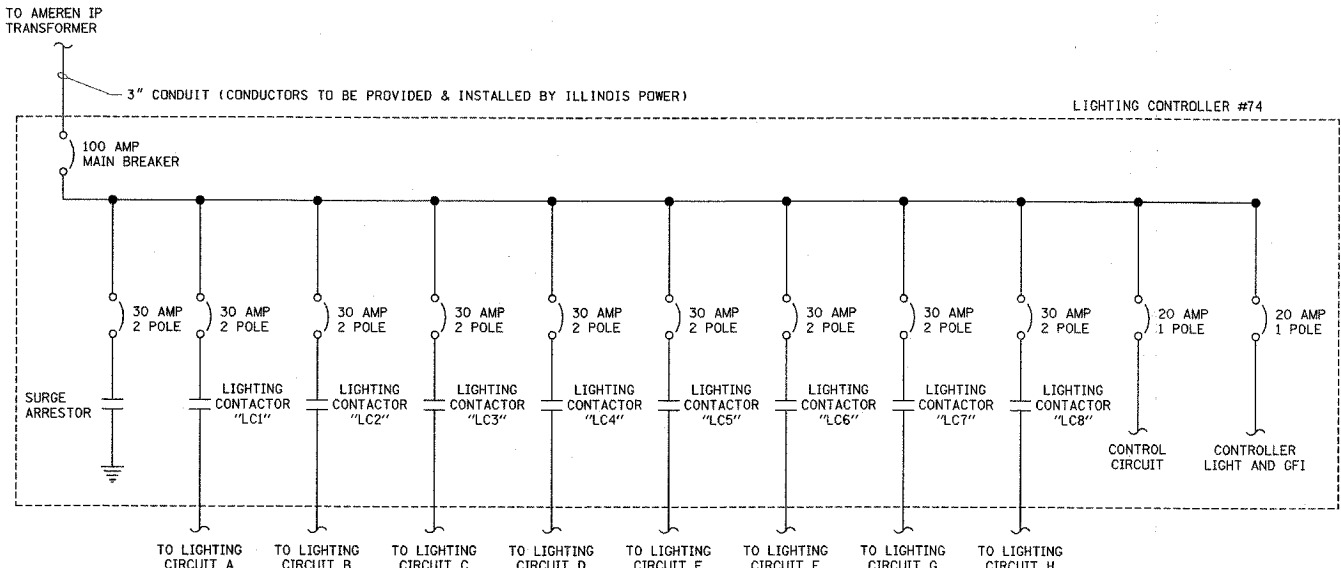 TO AMEREN IP
TRANSFORMER
3" CONDUIT (CONDUCTORS TO BE PROVIDED & INSTALLED BY ILLINOIS POWER)
LIGHTING CONTROLLER #74
100 AMP
MAIN BREAKER
30 AMP
2 POLE
30 AMP
2 POLE
30 AMP
2 POLE
30 AMP
2 POLE
30 AMP
2 POLE
30 AMP
2 POLE
30 AMP
2 POLE
30 AMP
2 POLE
30 AMP
2 POLE
20 AMP
1 POLE
20 AMP
1 POLE
SURGE
ARRESTOR
LIGHTING
CONTACTOR
"LC1"
LIGHTING
CONTACTOR
"LC2"
LIGHTING
CONTACTOR
"LC3"
LIGHTING
CONTACTOR
"LC4"
LIGHTING
CONTACTOR
"LC5"
LIGHTING
CONTACTOR
"LC6"
LIGHTING
CONTACTOR
"LC7"
LIGHTING
CONTACTOR
"LC8"
CONTROL
CIRCUIT
CONTROLLER
LIGHT AND GFI
TO LIGHTING
CIRCUIT A
TO LIGHTING
CIRCUIT B
TO LIGHTING
CIRCUIT C
TO LIGHTING
CIRCUIT D
TO LIGHTING
CIRCUIT E
TO LIGHTING
CIRCUIT F
TO LIGHTING
CIRCUIT G
TO LIGHTING
CIRCUIT H